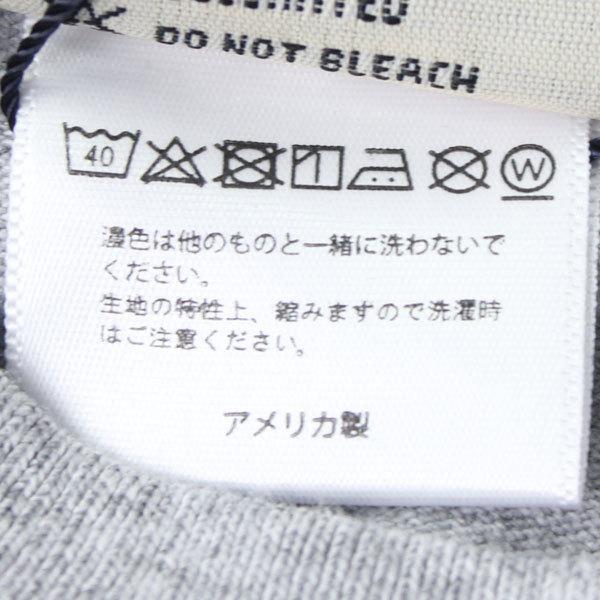 DO NOT BLEACH
40
W
濃色は他のものと一緒に洗わないで
ください。
生地の特性上、縮みますので洗濯時
はご注意ください。
アメリカ製